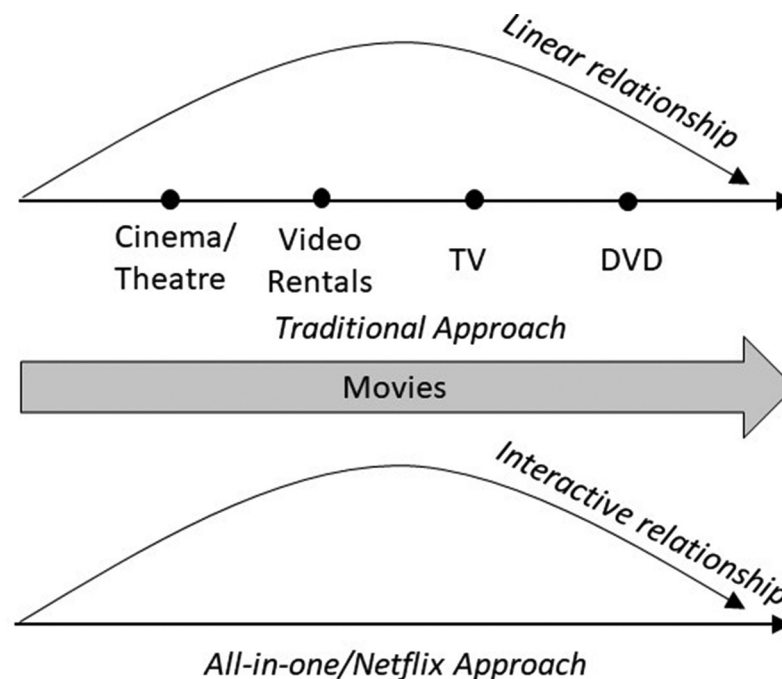 Linear relationship
Cinema/
Theatre
Video
Rentals
TV
DVD
Traditional Approach
Movies
Interactive relationship
All-in-one/Netflix Approach